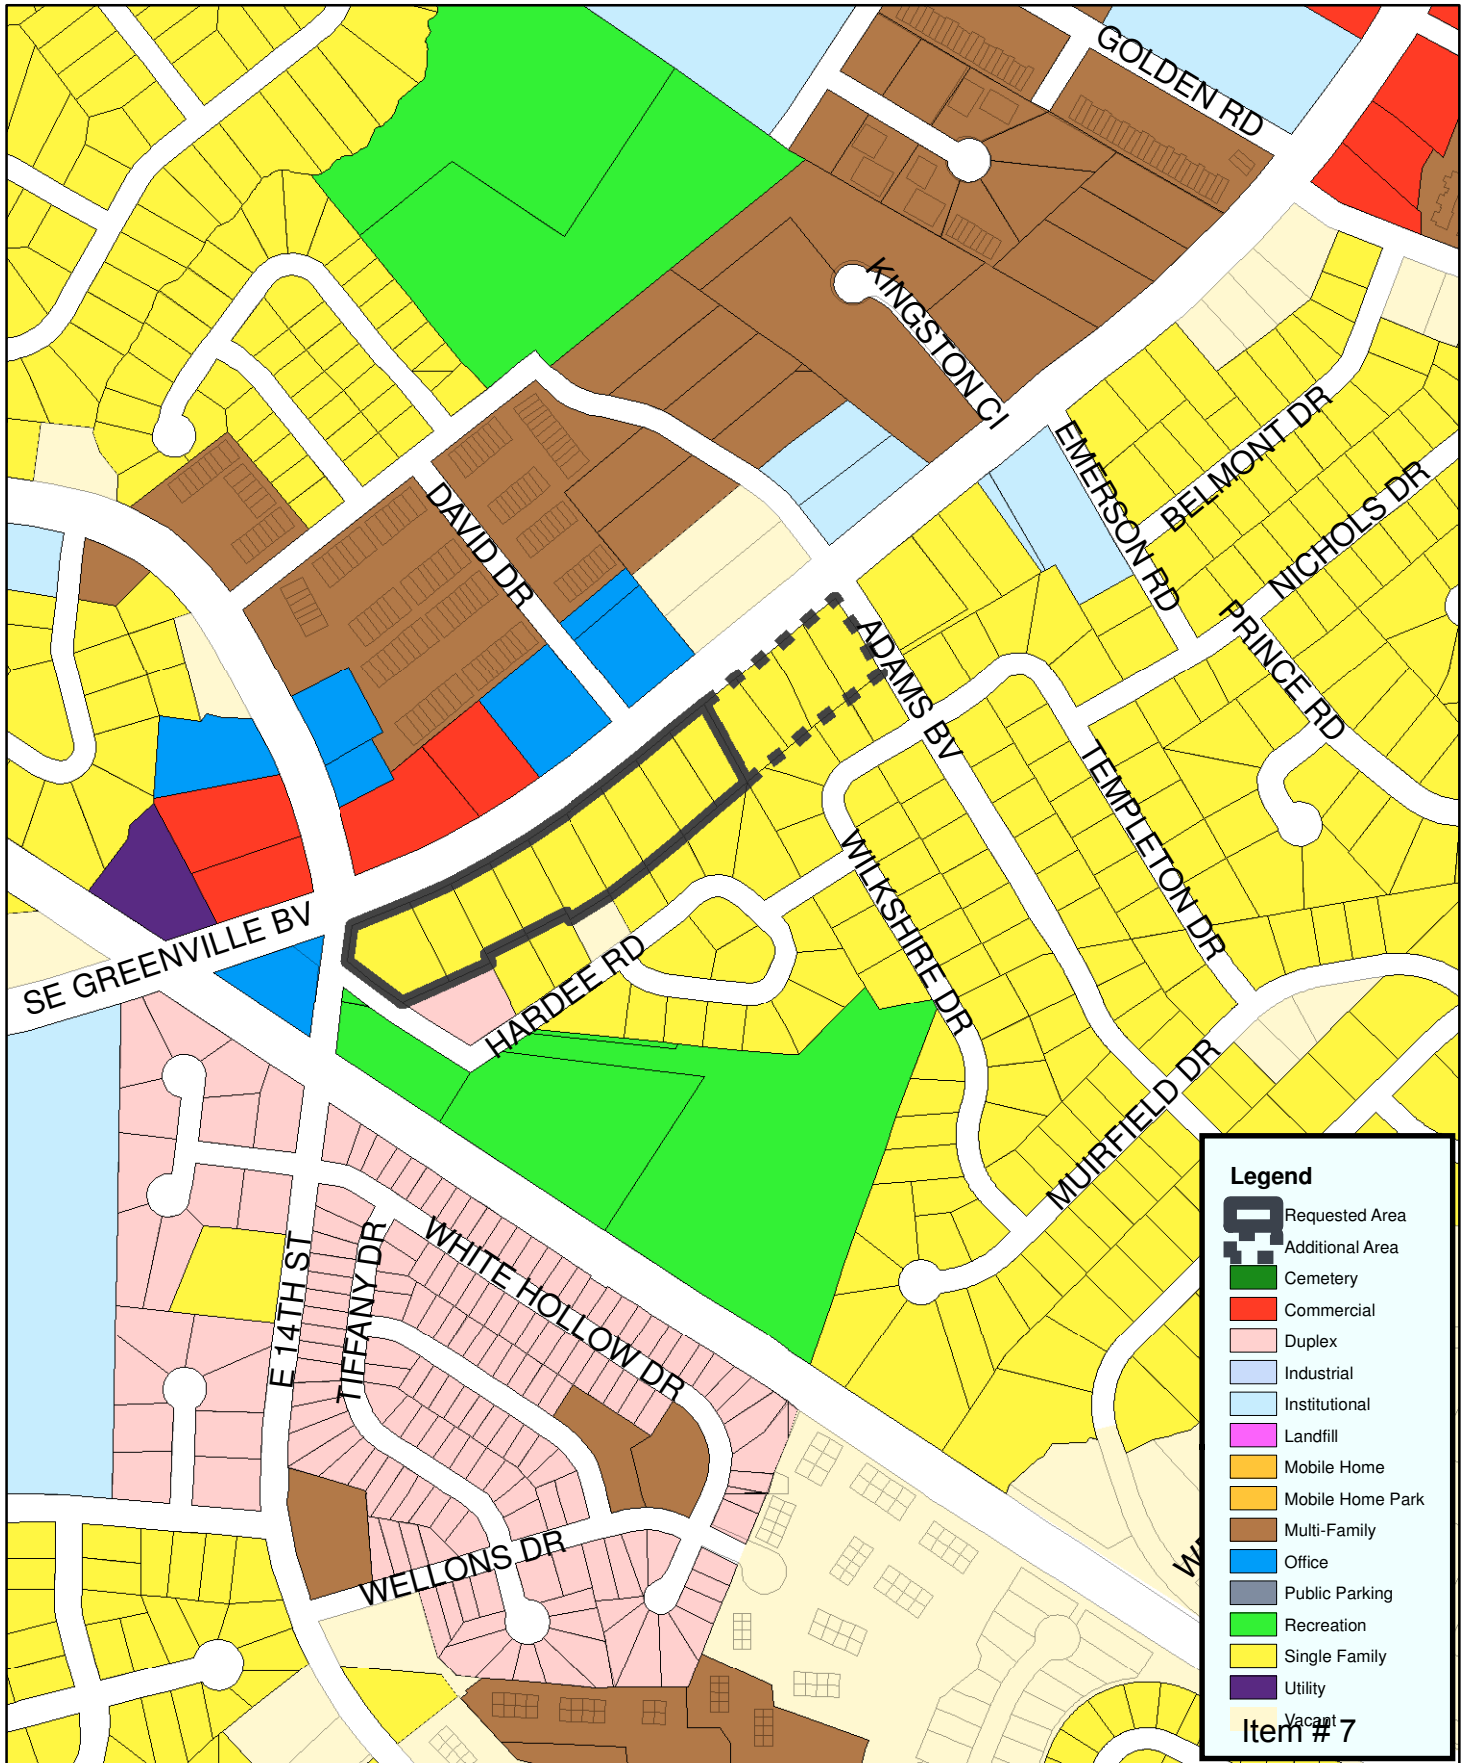 GOLDEN RD
KINGSTON CI
EMERSON RD
BELMONT DR
NICHOLS DR
DAVID DR
PRINCE RD
ADAMS BV
TEMPLETON DR
WILKSHIRE DR
SE GREENVILLE BV
HARDEE RD
MUIRFIELD DR
E 14TH ST
TIFFANY DR
WHITE HOLLOW DR
WELLONS DR
Legend
Requested Area
Additional Area
Cemetery
Commercial
Duplex
Industrial
Institutional
Landfill
Mobile Home
Mobile Home Park
Multi-Family
Office
Public Parking
Recreation
Single Family
Utility
Vacant
Item # 7